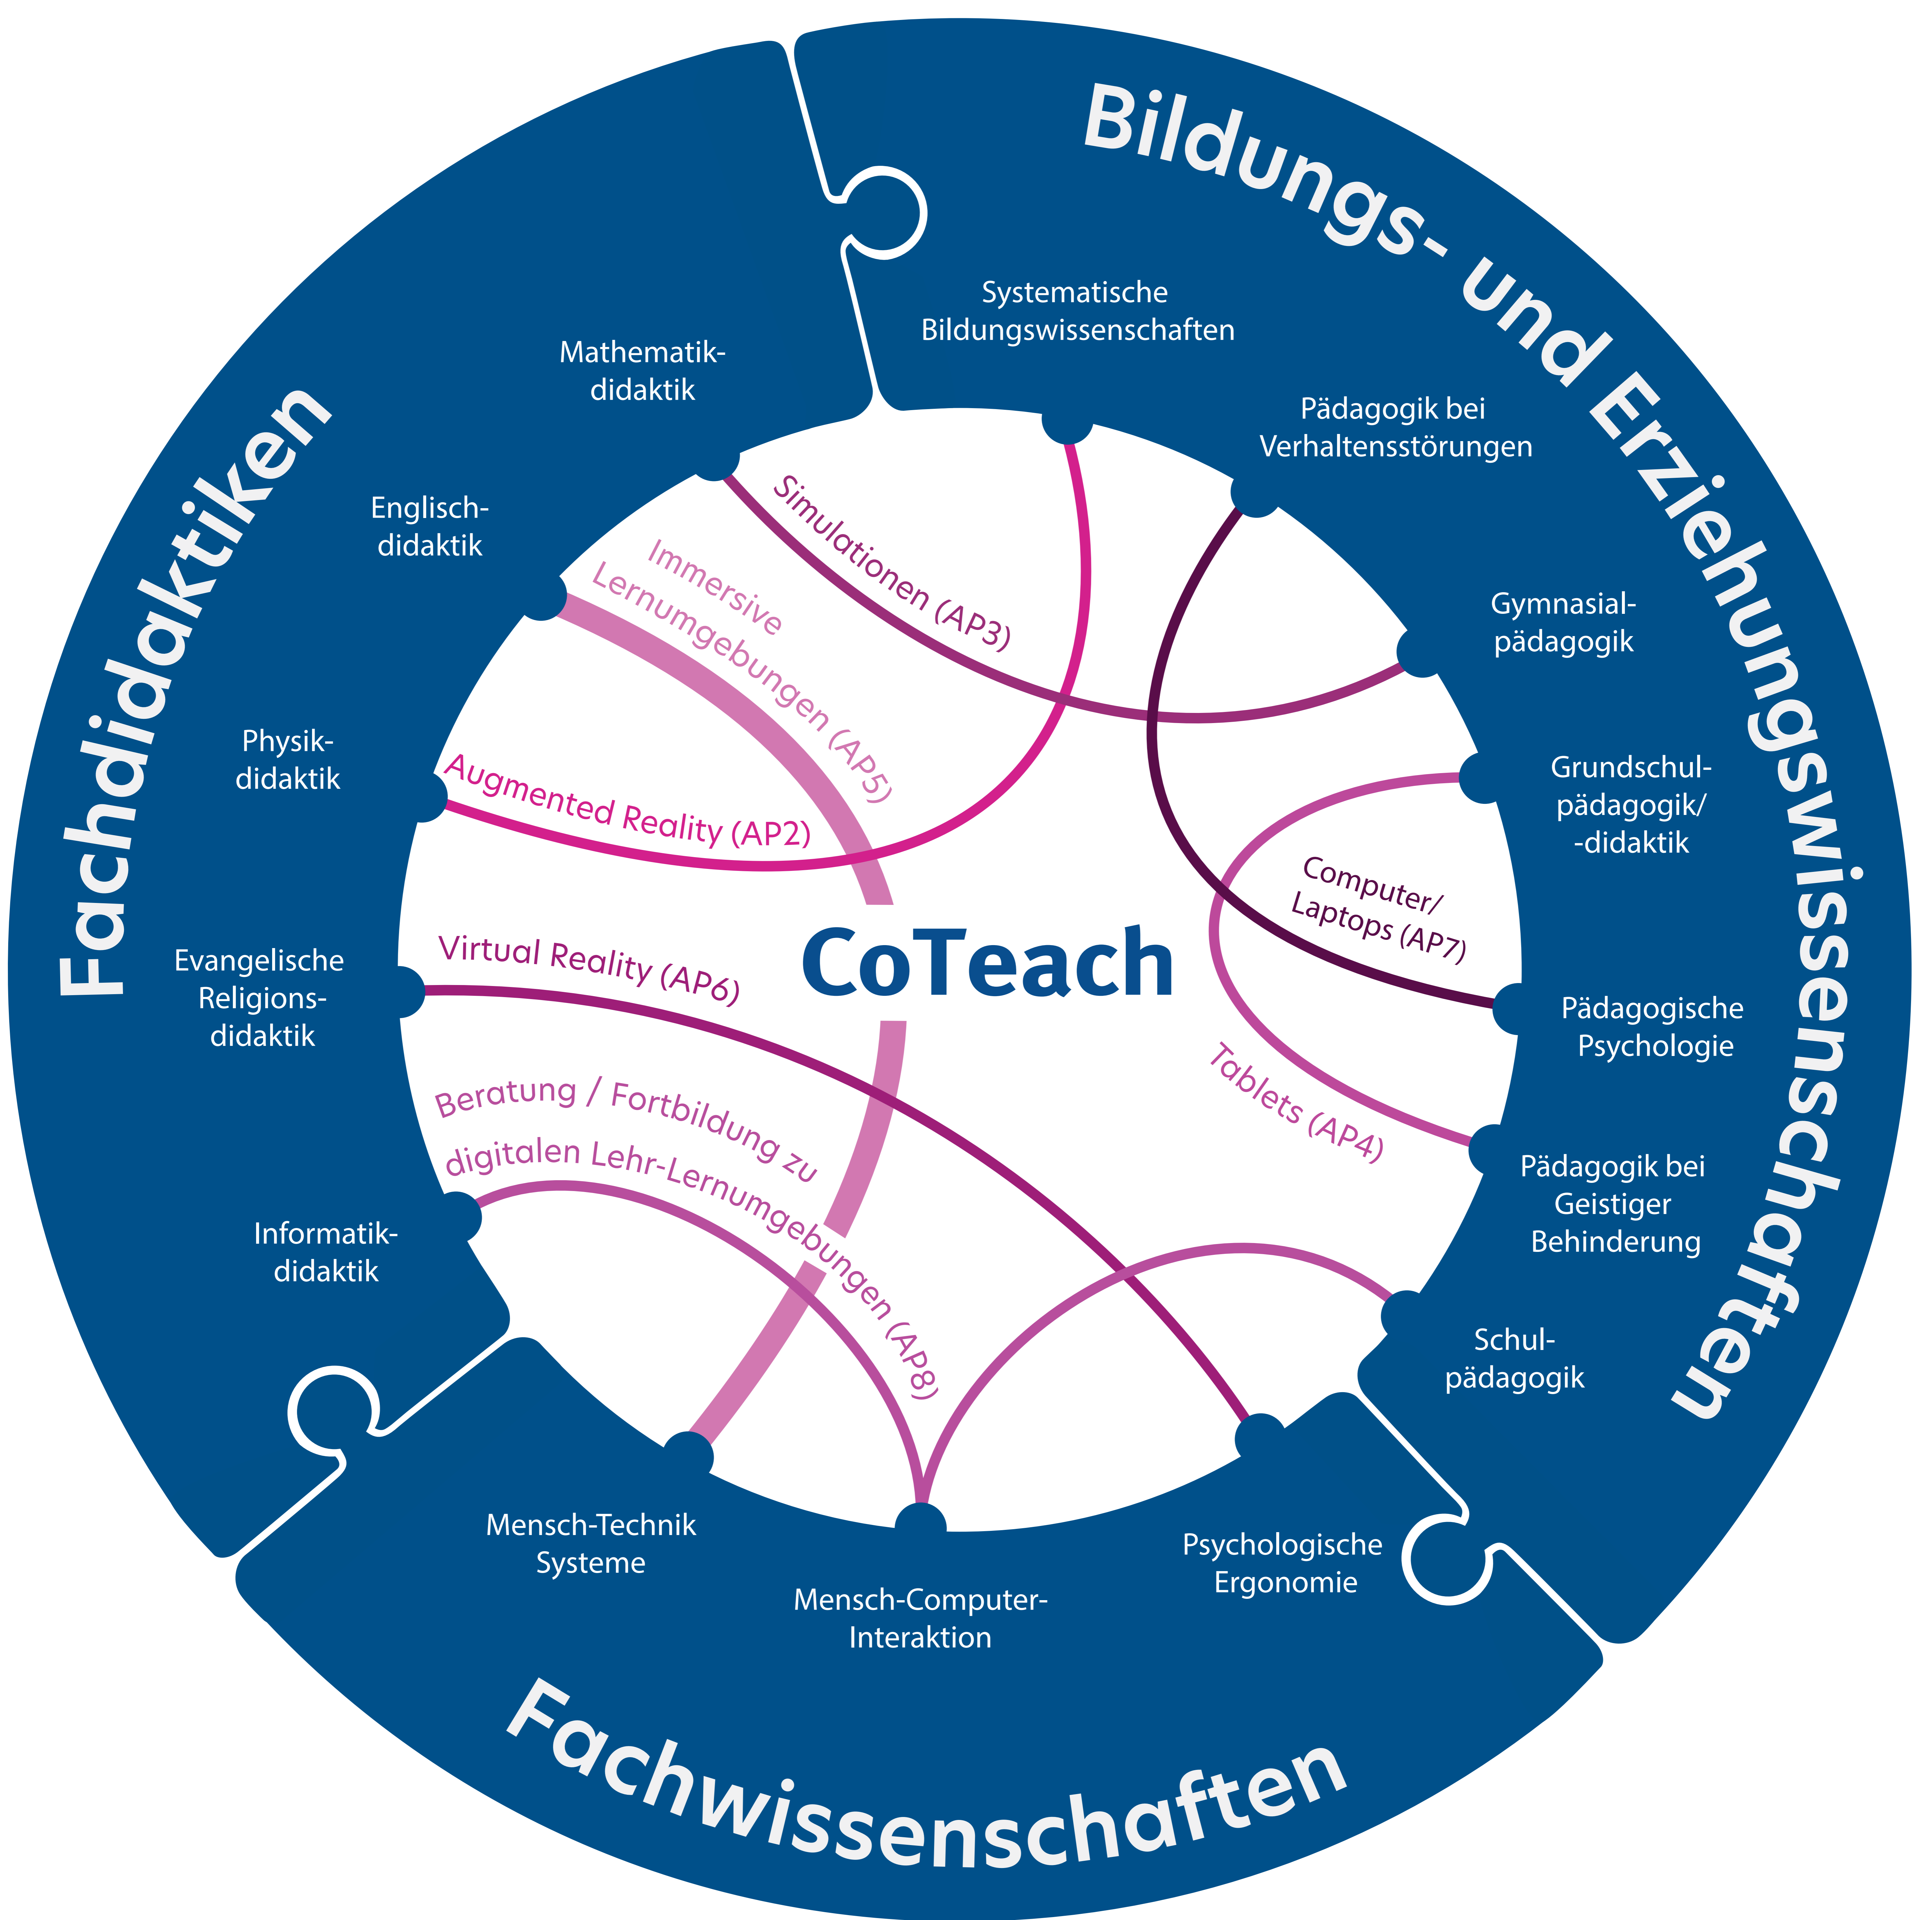 Bildungs- und Erziehungswissenschaften
Systematische
Bildungswissenschaften
Pädagogik bei
Verhaltensstörungen
Gymnasial-
pädagogik
Grundschul-
pädagogik/
-didaktik
Pädagogische
Psychologie
Pädagogik bei
Geistiger
Behinderung
Schul-
pädagogik
Fachdidaktiken
Mathematik-
didaktik
Englisch-
didaktik
Physik-
didaktik
Evangelische
Religions-
didaktik
Informatik-
didaktik
Simulationen (AP3)
Immersive
Lernumgebungen (AP5)
Augmented Reality (AP2)
Computer/
Laptops (AP7)
CoTeach
Virtual Reality (AP6)
Tablets (AP4)
Beratung / Fortbildung zu
digitalen Lehr-Lernumgebungen (AP8)
Mensch-Technik
Systeme
Mensch-Computer-
Interaktion
Psychologische
Ergonomie
Fachwissenschaften